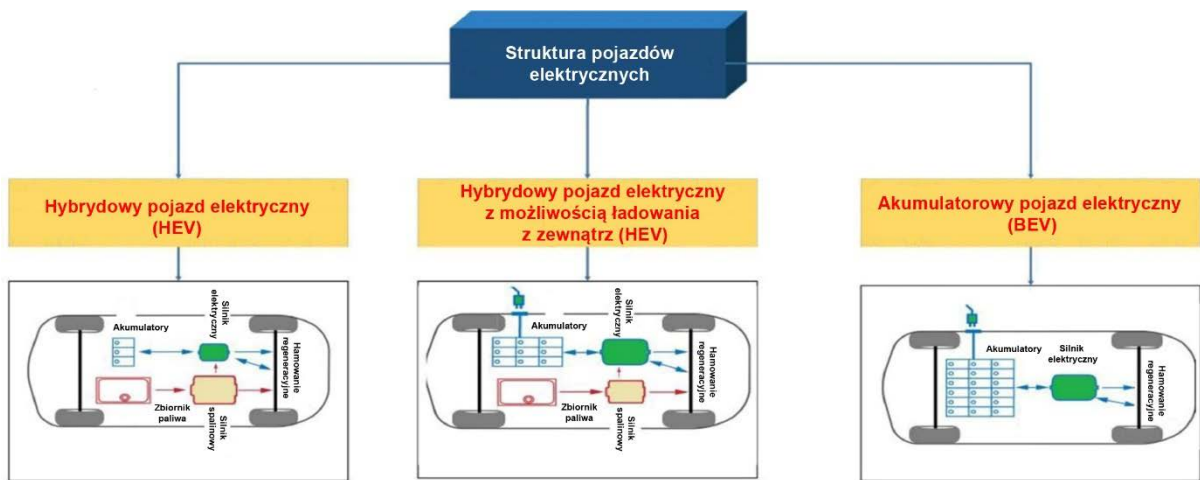 Struktura pojazdów
elektrycznych
Hybrydowy pojazd elektryczny
(HEV)
Hybrydowy pojazd elektryczny
z możliwością ładowania
z zewnątrz (HEV)
Akumulatorowy pojazd elektryczny
(BEV)
Akumulatory
Silnik
elektryczny
Hamowanie
regeneracyjne
Zbiornik
paliwa
Silnik
spalinowy
Akumulatory
Silnik
elektryczny
Hamowanie
regeneracyjne
Zbiornik
paliwa
Silnik
spalinowy
Akumulatory
Silnik
elektryczny
Hamowanie
regeneracyjne